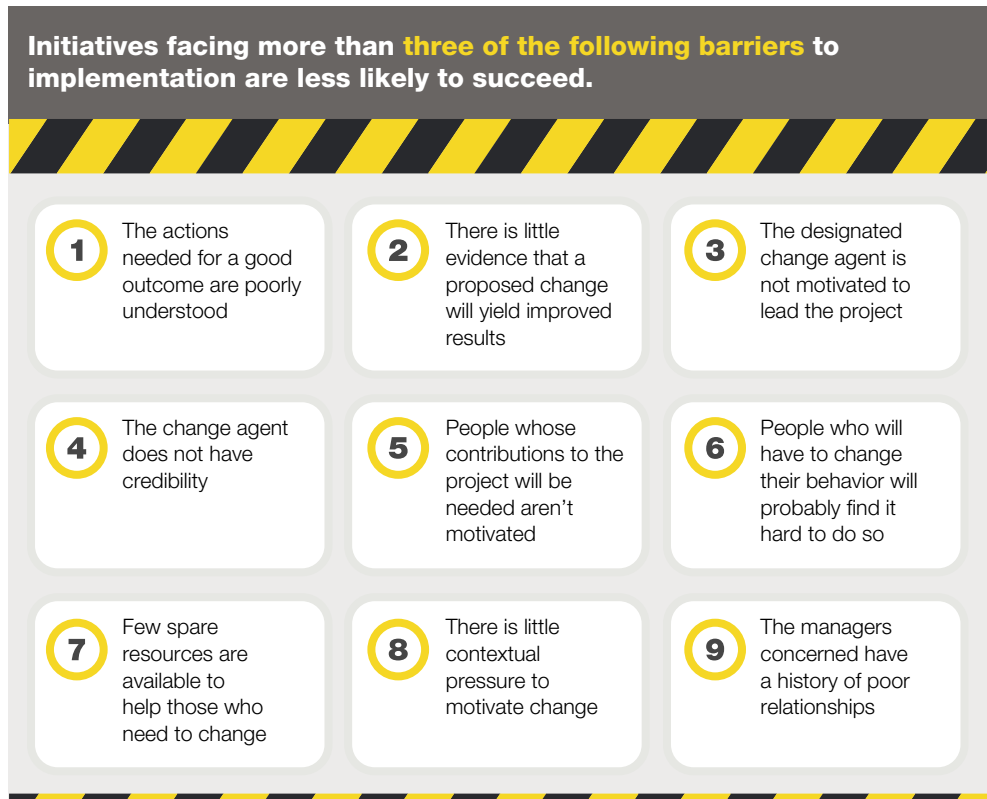 Initiatives facing more than three of the following barriers to
implementation are less likely to succeed.
1
The actions
needed for a good
outcome are poorly
understood
2
There is little
evidence that a
proposed change
will yield improved
results
3
The designated
change agent is
not motivated to
lead the project
4
The change agent
does not have
credibility
5
People whose
contributions to the
project will be
needed aren’t
motivated
6
People who will
have to change
their behavior will
probably find it
hard to do so
7
Few spare
resources are
available to
help those who
need to change
8
There is little
contextual
pressure to
motivate change
9
The managers
concerned have
a history of poor
relationships